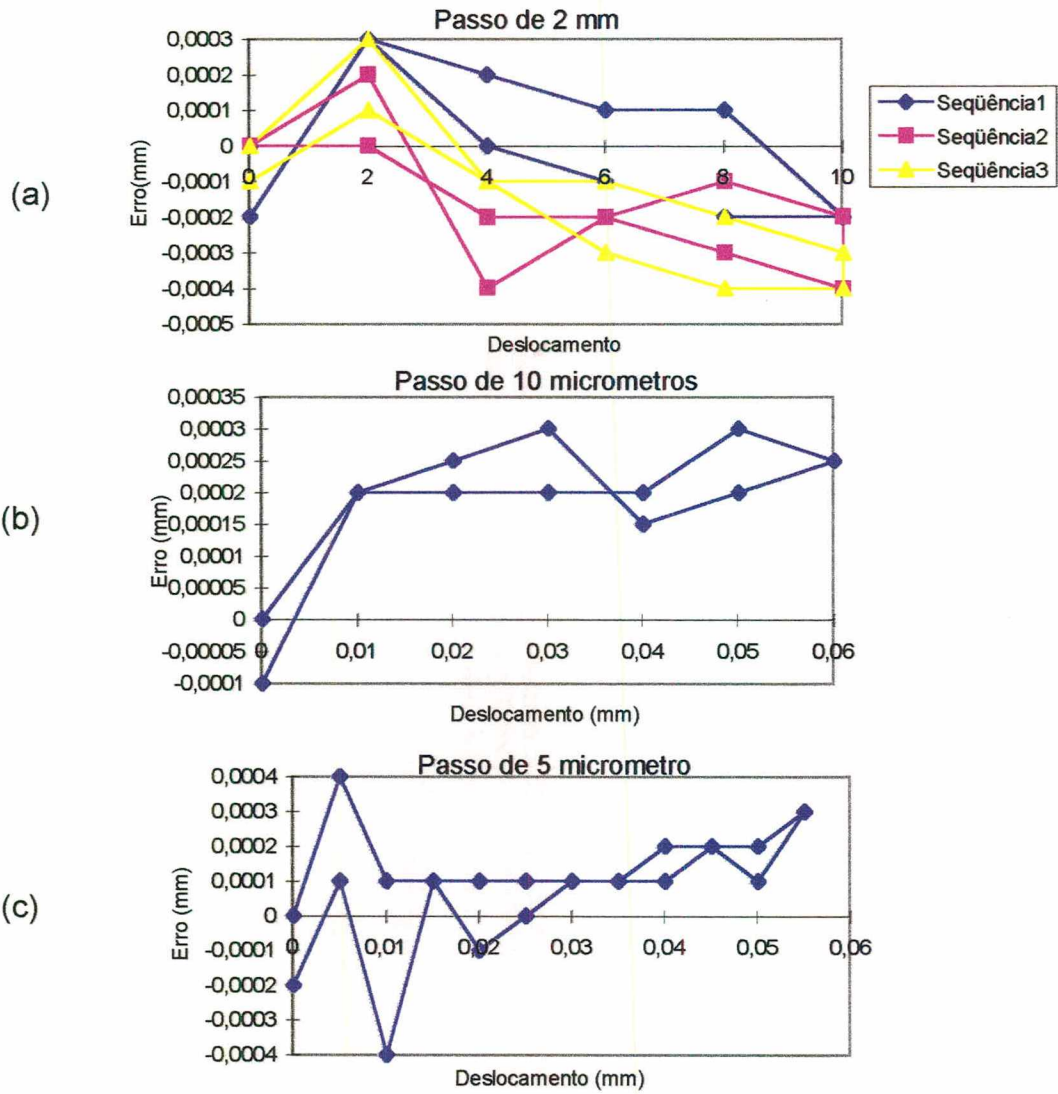 Passo de 2 mm
0,0003
0,0002
0,0001
0
-0,0001
-0,0002
-0,0003
-0,0004
-0,0005
Erro(mm)
0 2 4 6 8 10
Deslocamento
Seqüência1
Seqüência2
Seqüência3
(a)
Passo de 10 micrometros
0,00035
0,0003
0,00025
0,0002
0,00015
0,0001
0,00005
0
-0,00005
-0,0001
Erro (mm)
0 0,01 0,02 0,03 0,04 0,05 0,06
Deslocamento (mm)
(b)
Passo de 5 micrometro
0,0004
0,0003
0,0002
0,0001
0
-0,0001
-0,0002
-0,0003
-0,0004
Erro (mm)
0 0,01 0,02 0,03 0,04 0,05 0,06
Deslocamento (mm)
(c)